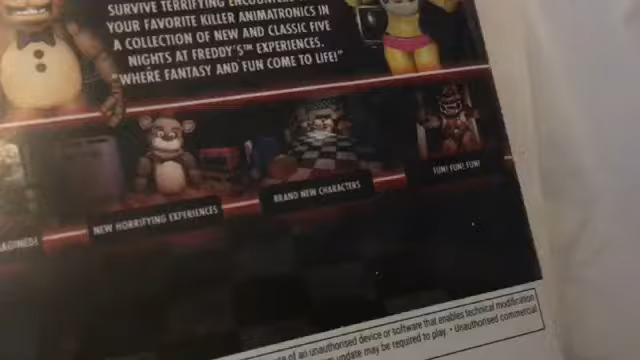 SURVIVE TERRIFYING ENCOUNTERS
YOUR FAVORITE KILLER ANIMATRONICS IN
A COLLECTION OF NEW AND CLASSIC FIVE
NIGHTS AT FREDDY'S™ EXPERIENCES.
"WHERE FANTASY AND FUN COME TO LIFE!"
FUN! FUN! FUN!
BRAND NEW CHARACTERS
NEW HORRIFYING EXPERIENCES
of an unauthorised device or software that enables technical modification
update may be required to play. • Unauthorised commercial